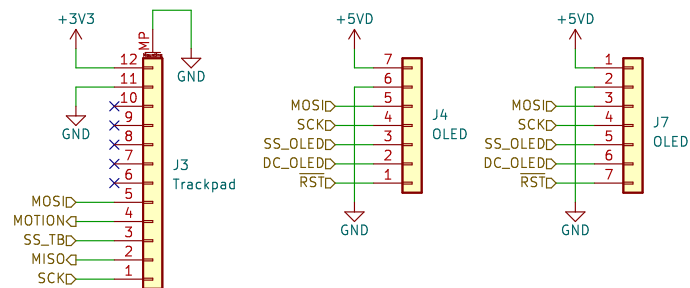 +3V3
MP
GND
12
11
GND
10
9
8
7
6
MOSI 5
MOTION 4
SS_TB 3
MISO 2
SCK 1
J3
Trackpad
+5VD
7
6
MOSI 5
SCK 4
SS_OLED 3
DC_OLED 2
RST 1
GND
J4
OLED
+5VD
1
2
MOSI 3
SCK 4
SS_OLED 5
DC_OLED 6
RST 7
GND
J7
OLED